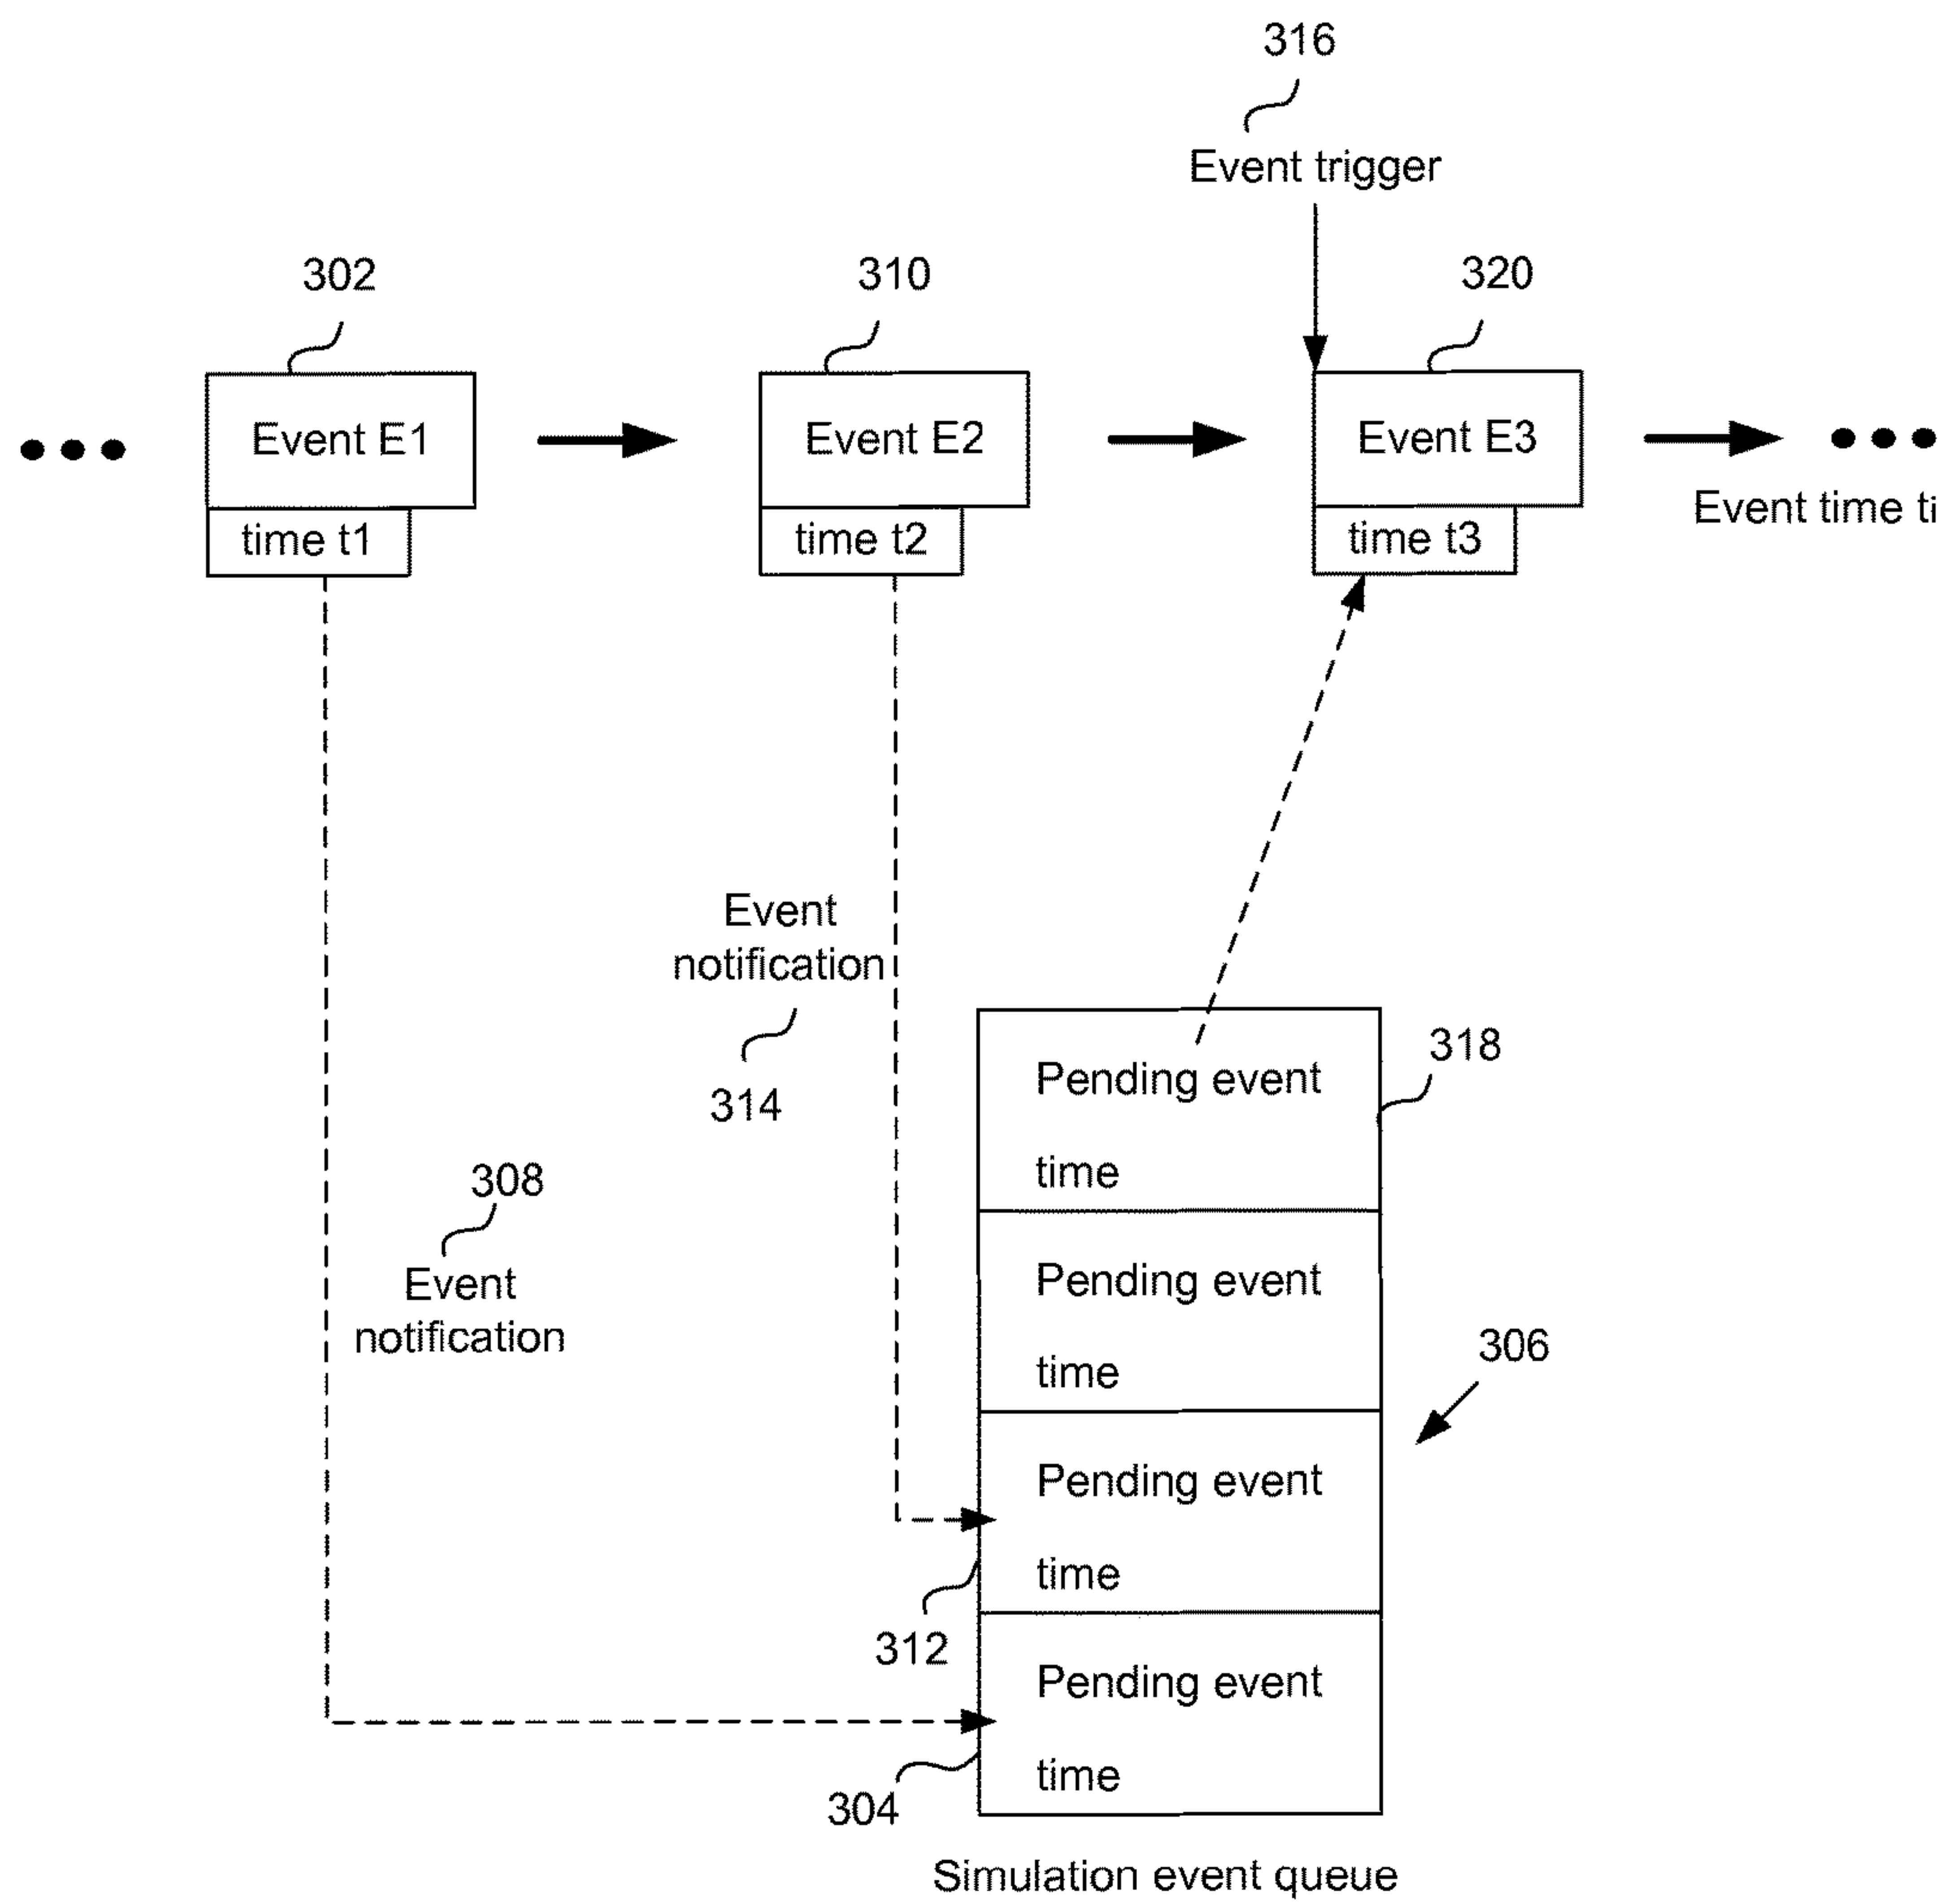 316
Event trigger
302
310
320
Event E1
Event E2
Event E3
time t1
time t2
time t3
Event time ti
Event
notification
314
308
Event
notification
Pending event
time
318
Pending event
time
306
Pending event
time
312
Pending event
time
304
Simulation event queue